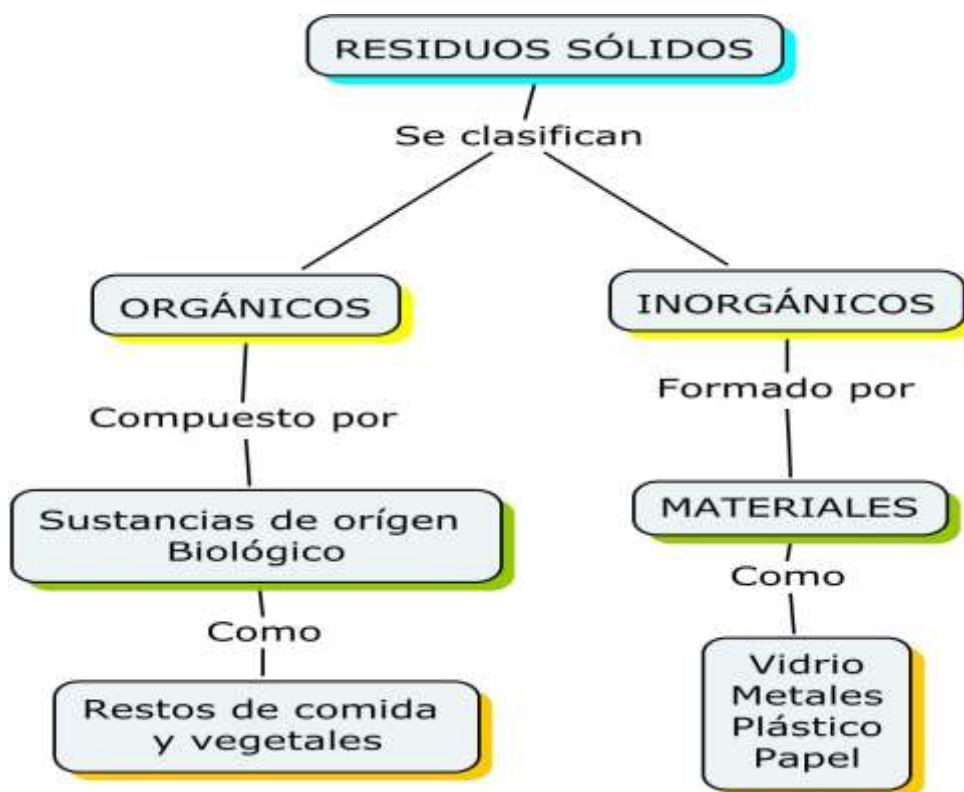 RESIDUOS SÓLIDOS
Se clasifican
ORGÁNICOS
Compuesto por
Sustancias de orígen
Biológico
Como
Restos de comida
y vegetales
INORGÁNICOS
Formado por
MATERIALES
Como
Vidrio
Metales
Plástico
Papel